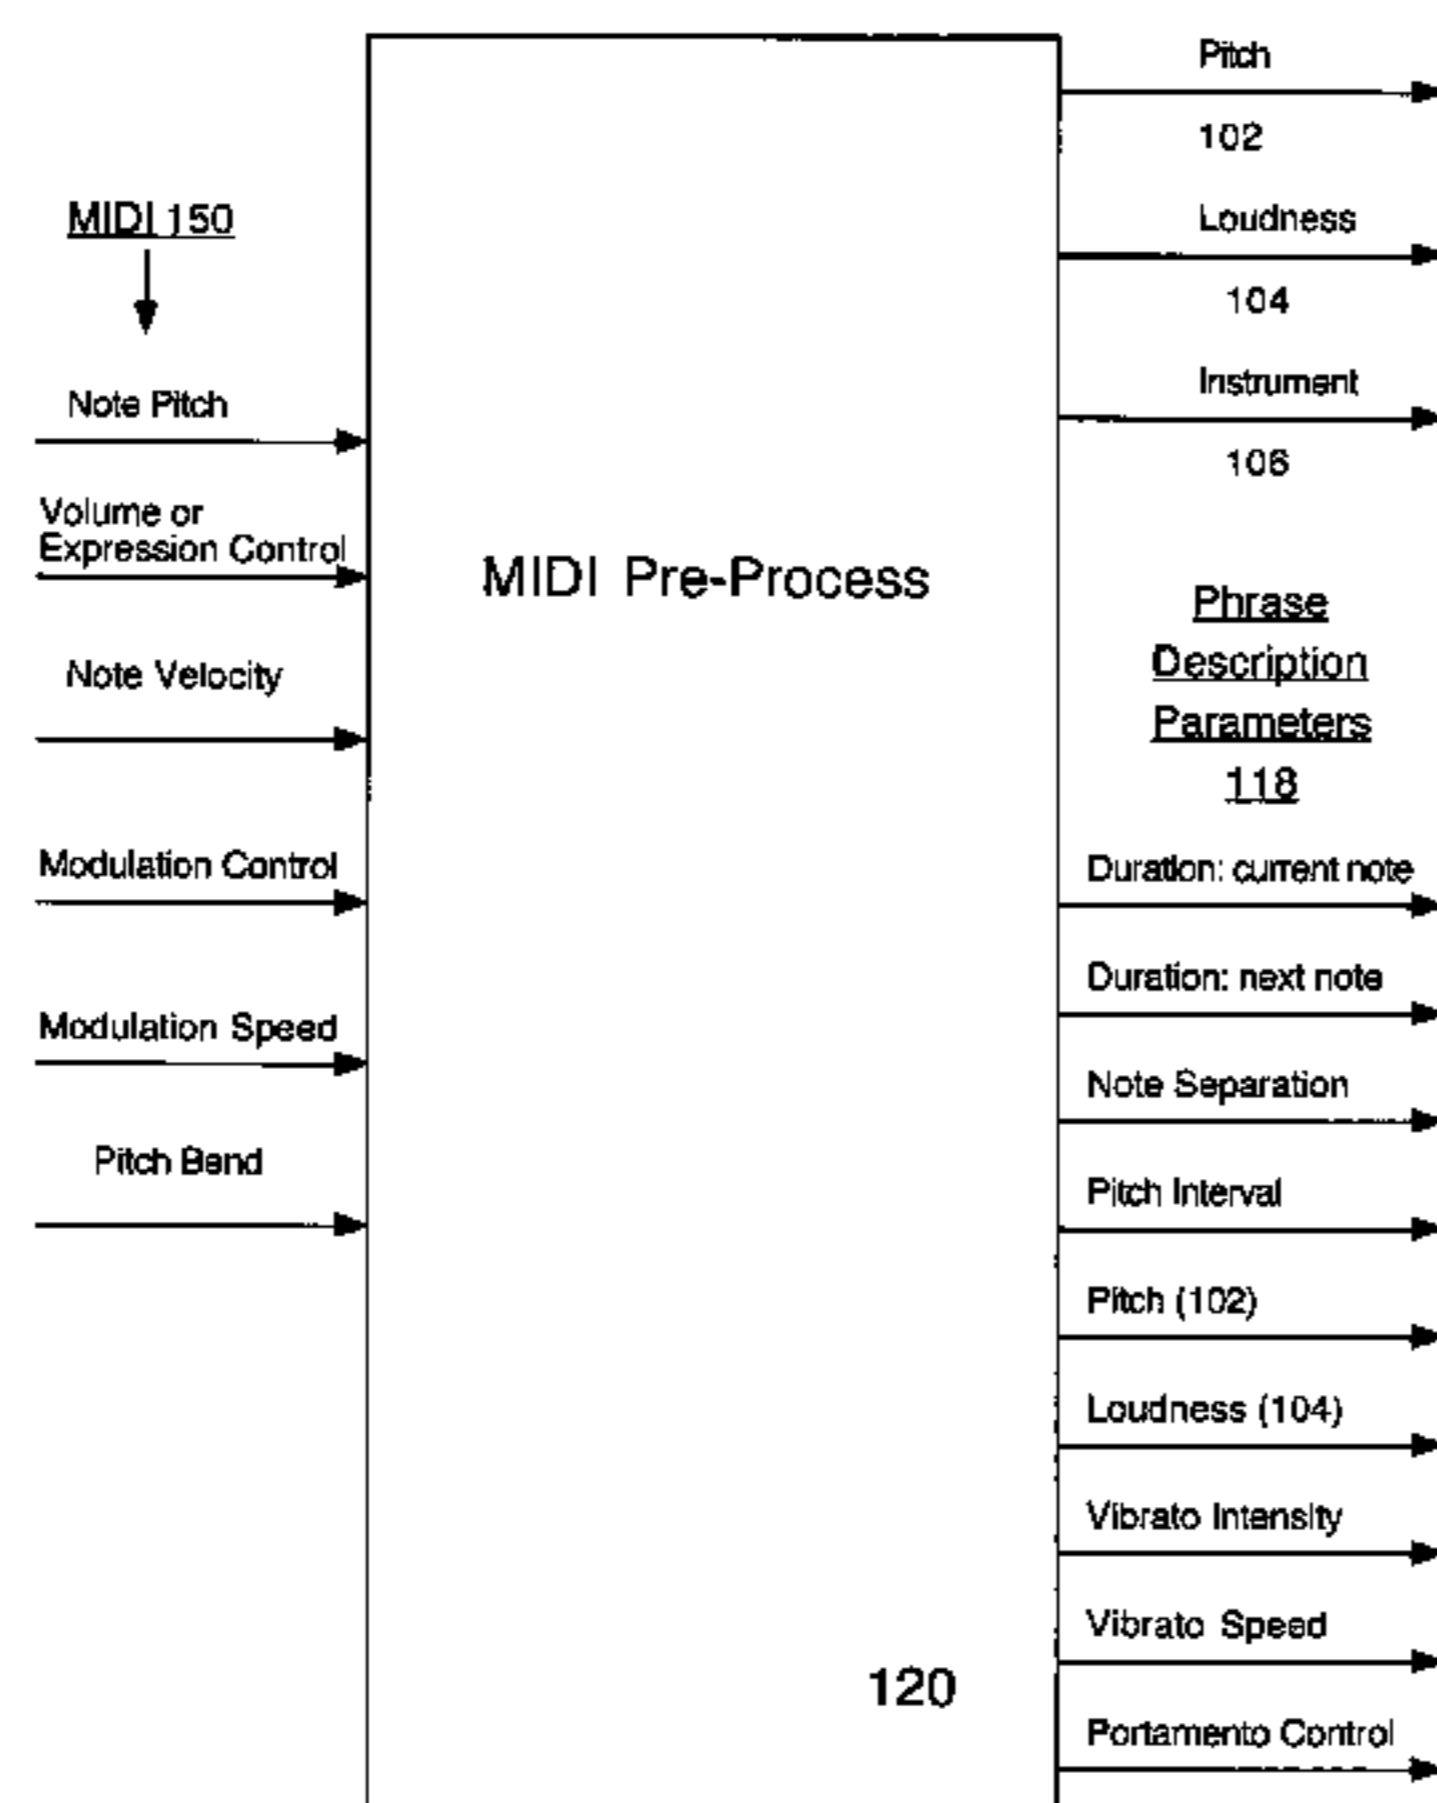 MIDI 150
Note Pitch
Volume or
Expression Control
Note Velocity
Modulation Control
Modulation Speed
Pitch Bend
MIDI Pre-Process
120
Pitch
102
Loudness
104
Instrument
106
Phrase
Description
Parameters
118
Duration: current note
Duration: next note
Note Separation
Pitch Interval
Pitch (102)
Loudness (104)
Vibrato Intensity
Vibrato Speed
Portamento Control